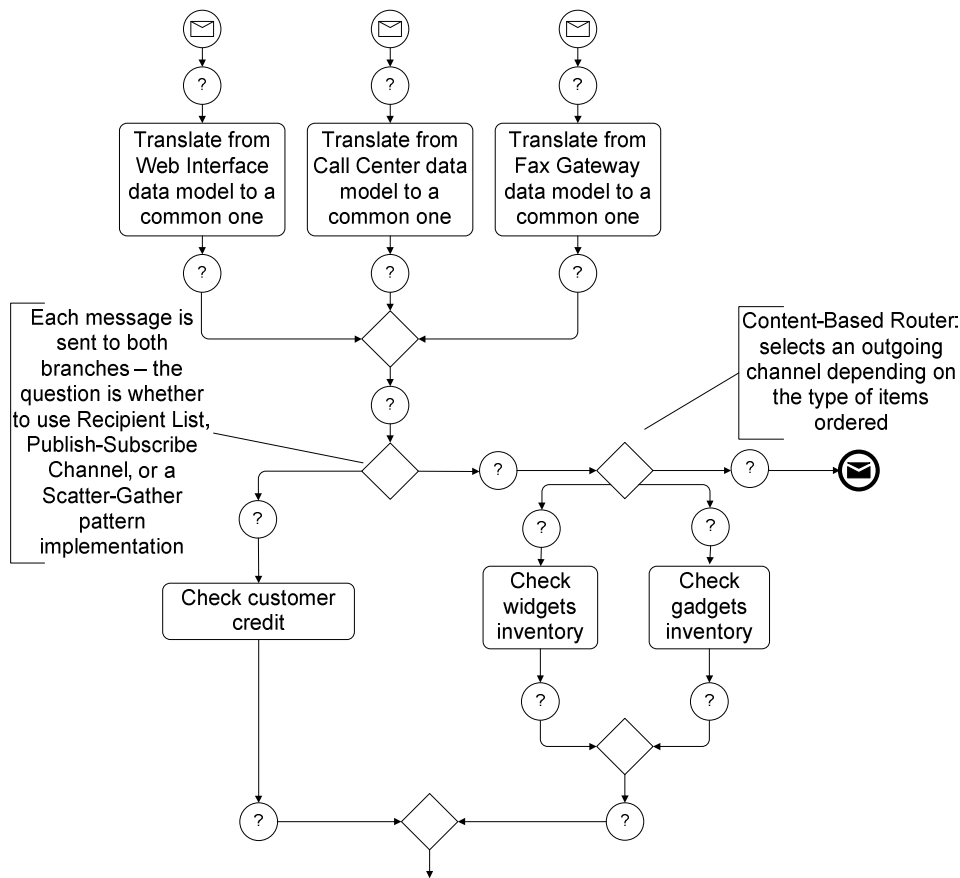 ?
?
?
Translate from
Web Interface
data model to a
common one
Translate from
Call Center data
model to a
common one
Translate from
Fax Gateway
data model to a
common one
?
?
?
Each message is
sent to both
branches – the
question is whether
to use Recipient List,
Publish-Subscribe
Channel, or a
Scatter-Gather
pattern
implementation
Content-Based Router:
selects an outgoing
channel depending on
the type of items
ordered
?
?
?
?
?
?
Check customer
credit
Check
widgets
inventory
Check
gadgets
inventory
?
?
?
?